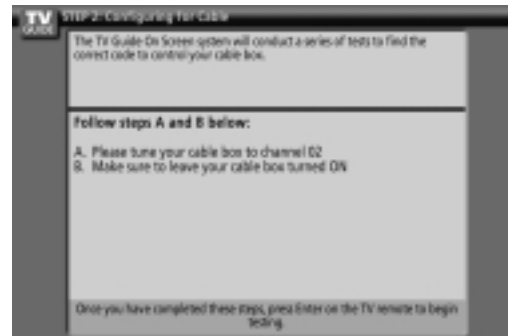 TV
GUIDE
STEP 2: Configuring for Cable
The TV Guide On Screen system will conduct a series of tests to find the
correct code to control your cable box.
Follow steps A and B below:
A. Please tune your cable box to channel 02
B. Make sure to leave your cable box turned ON
Once you have completed these steps, press Enter on the TV remote to begin
testing.